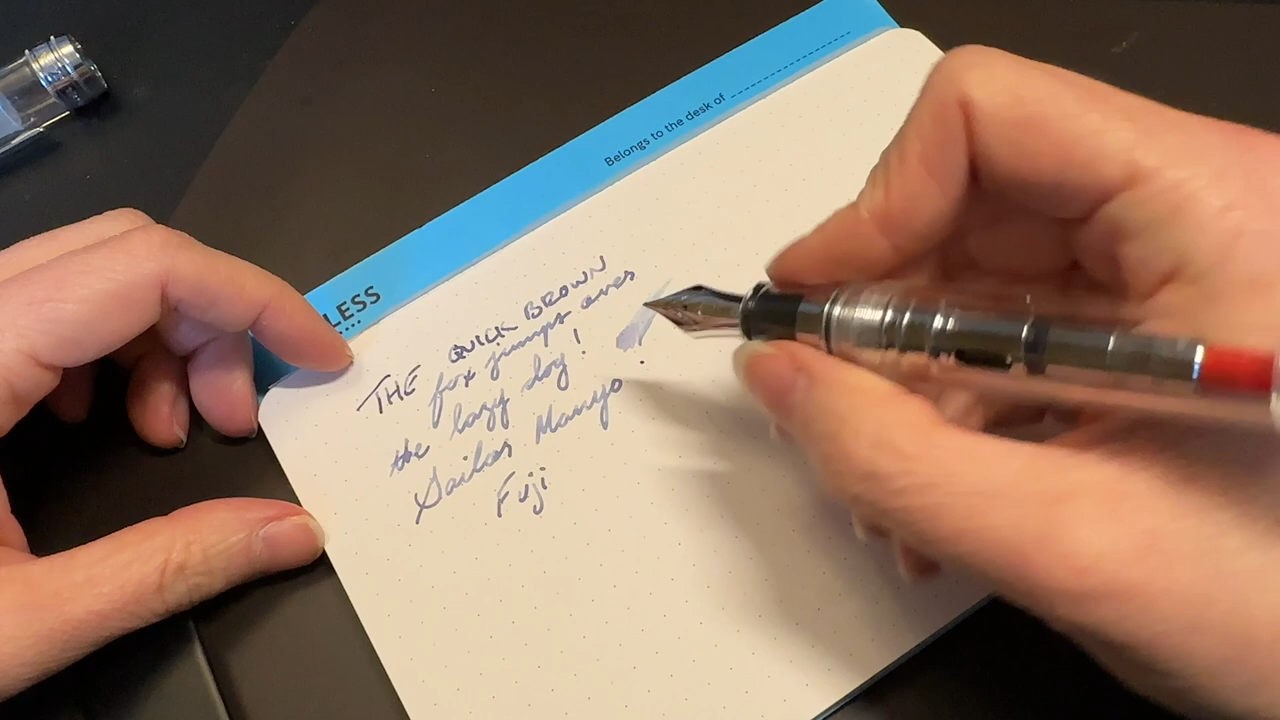 Belongs to the desk of
LESS
THE QUICK BROWN
fox jumps over
the lazy dog!
Sailor Manyo
Fuji